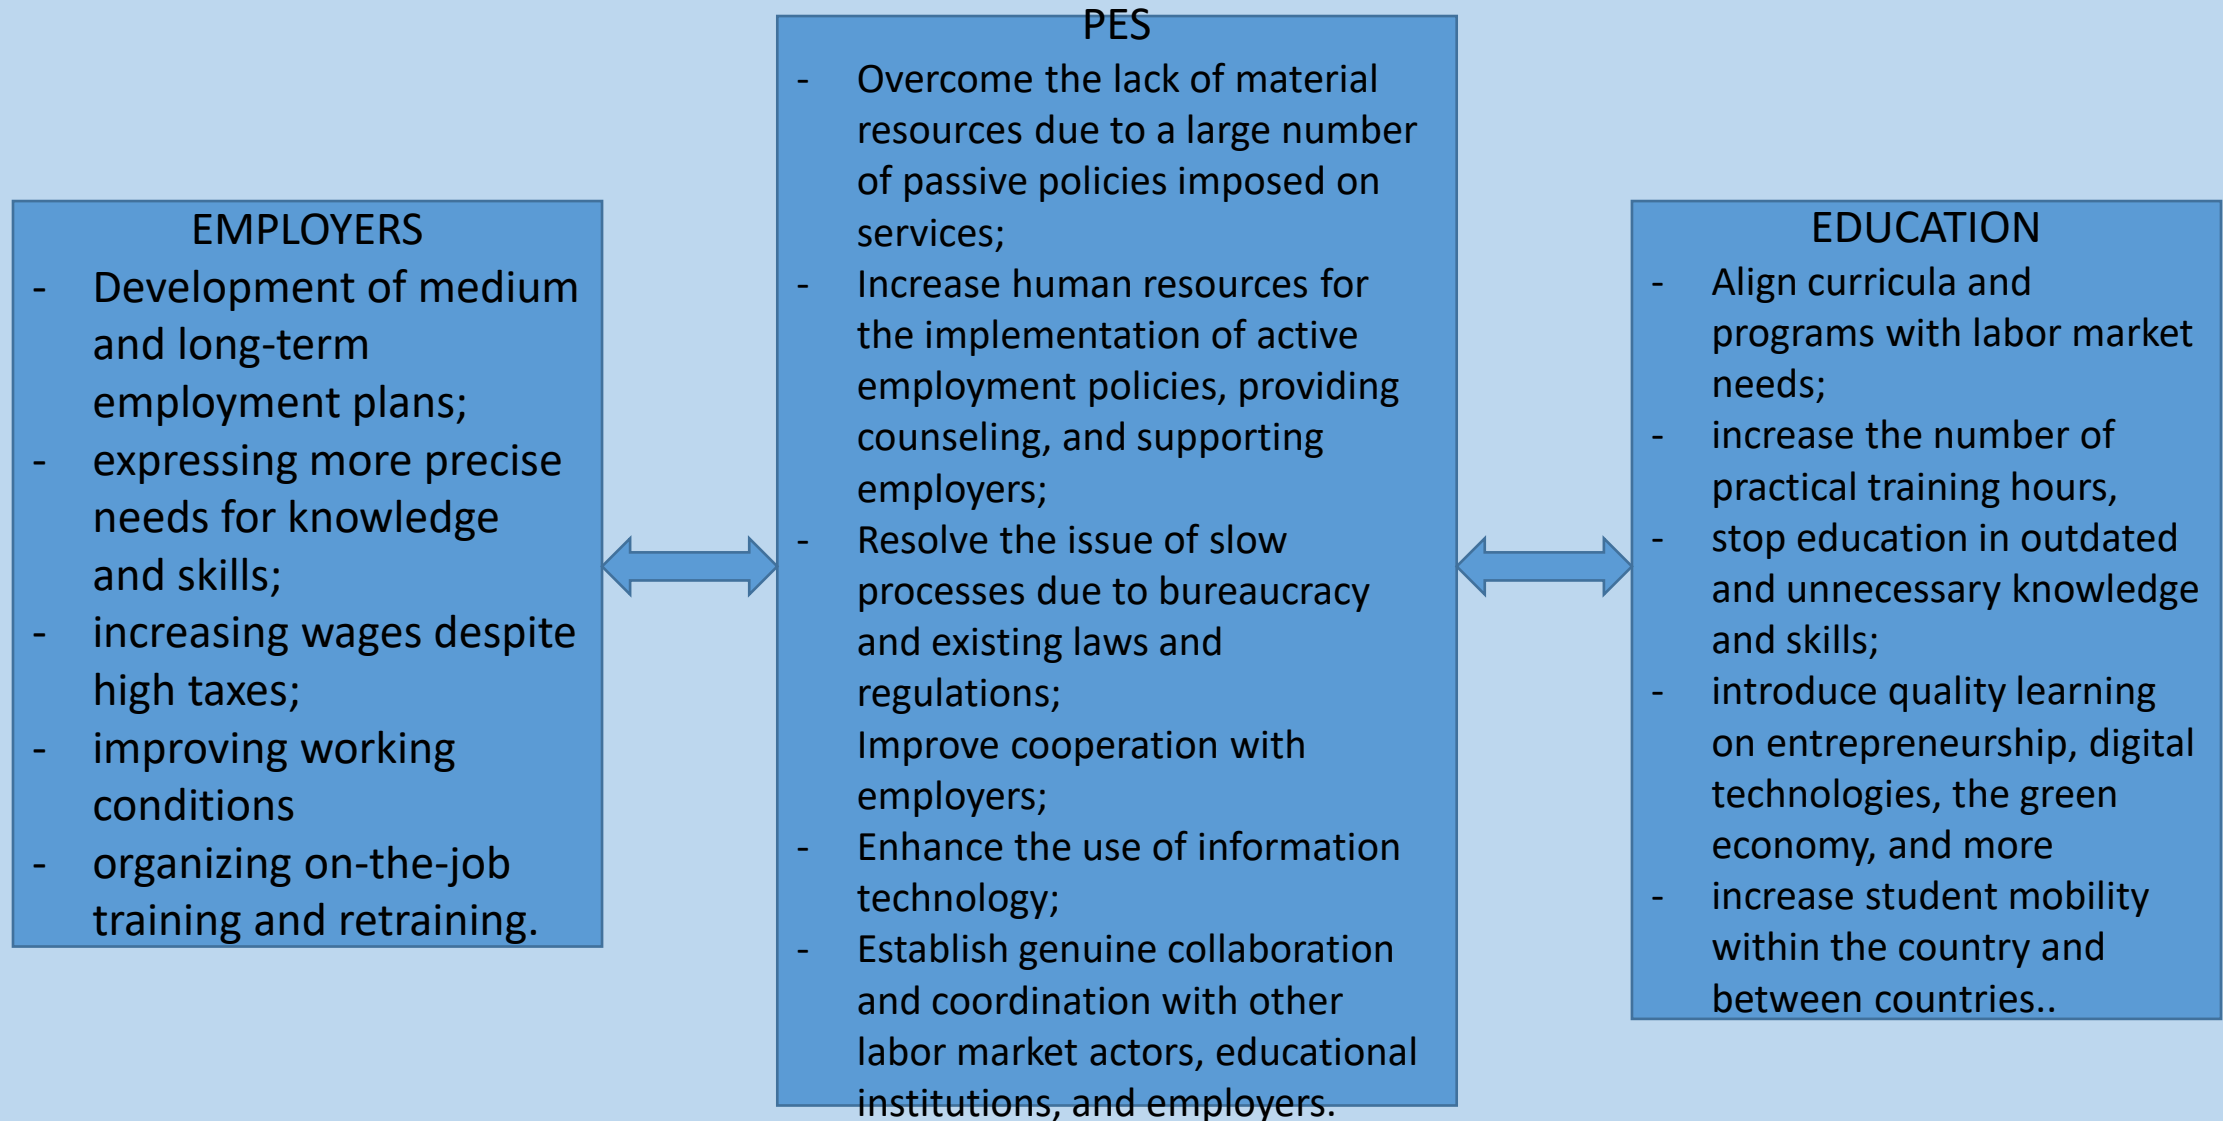 EMPLOYERS
- Development of medium
and long-term
employment plans;
- expressing more precise
needs for knowledge
and skills;
- increasing wages despite
high taxes;
- improving working
conditions
- organizing on-the-job
training and retraining.
PES
- Overcome the lack of material
resources due to a large number
of passive policies imposed on
services;
- Increase human resources for
the implementation of active
employment policies, providing
counseling, and supporting
employers;
- Resolve the issue of slow
processes due to bureaucracy
and existing laws and
regulations;
Improve cooperation with
employers;
- Enhance the use of information
technology;
- Establish genuine collaboration
and coordination with other
labor market actors, educational
institutions, and employers.
EDUCATION
- Align curricula and
programs with labor market
needs;
- increase the number of
practical training hours,
- stop education in outdated
and unnecessary knowledge
and skills;
- introduce quality learning
on entrepreneurship, digital
technologies, the green
economy, and more
- increase student mobility
within the country and
between countries..